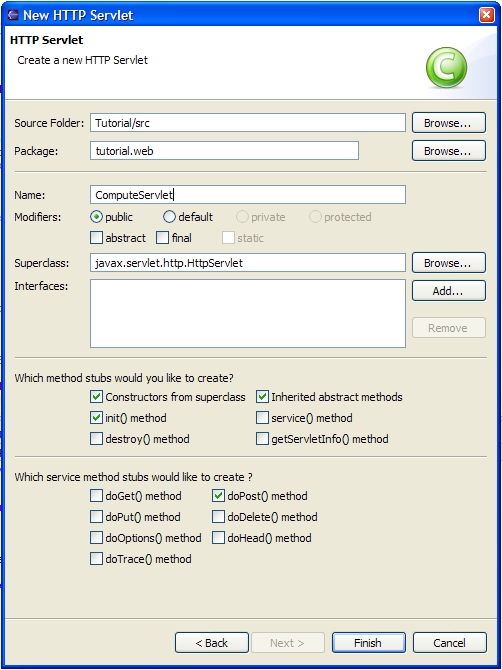 New HTTP Servlet
HTTP Servlet
Create a new HTTP Servlet
C
Source Folder: Tutorial/src Browse...
Package: tutorial.web Browse...
Name: ComputeServlet
Modifiers: public default private protected
abstract final static
Superclass: javax.servlet.http.HttpServlet Browse...
Interfaces: Add...
Remove
Which method stubs would you like to create?
Constructors from superclass Inherited abstract methods
init() method service() method
destroy() method getServletInfo() method
Which service method stubs would like to create ?
doGet() method doPost() method
doPut() method doDelete() method
doOptions() method doHead() method
doTrace() method
< Back Next > Finish Cancel